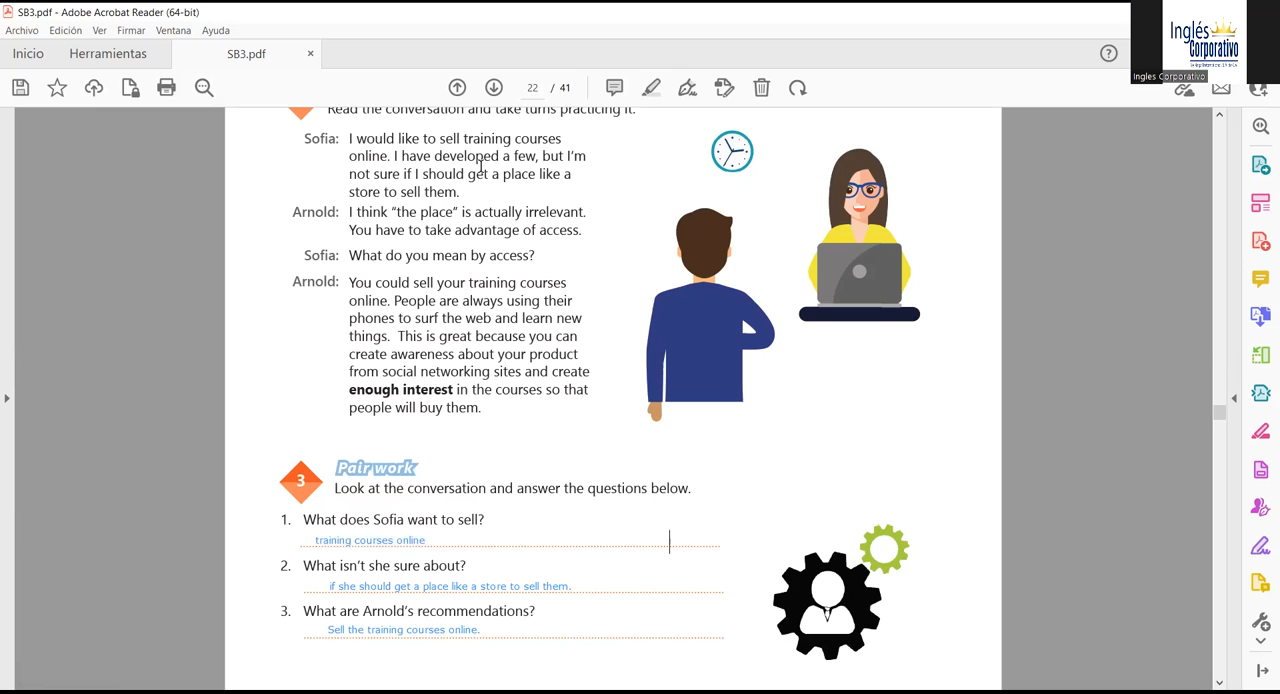 SB3.pdf - Adobe Acrobat Reader (64-bit)
Archivo Edición Ver Firmar Ventana Ayuda
Inicio Herramientas SB3.pdf ×
22 / 41
Inglés
Corporativo
Ingles Corporativo
Read the conversation and take turns practicing it.
Sofia: I would like to sell training courses
online. I have developed a few, but I'm
not sure if I should get a place like a
store to sell them.
Arnold: I think "the place" is actually irrelevant.
You have to take advantage of access.
Sofia: What do you mean by access?
Arnold: You could sell your training courses
online. People are always using their
phones to surf the web and learn new
things. This is great because you can
create awareness about your product
from social networking sites and create
enough interest in the courses so that
people will buy them.
3
Pair work
Look at the conversation and answer the questions below.
1. What does Sofia want to sell?
training courses online
2. What isn't she sure about?
if she should get a place like a store to sell them.
3. What are Arnold's recommendations?
Sell the training courses online.